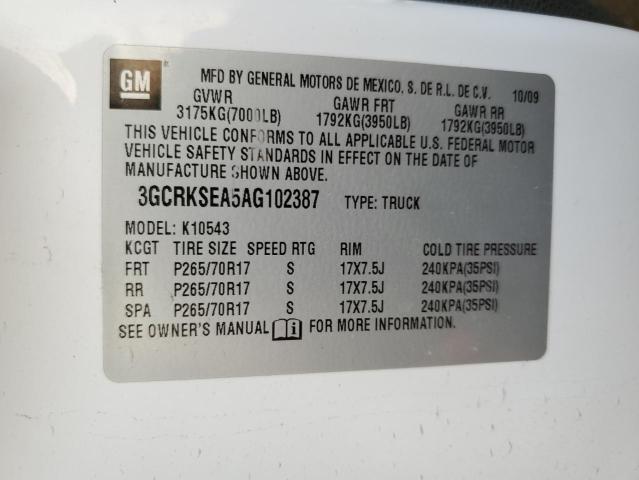 GM
MFD BY GENERAL MOTORS DE MEXICO, S. DE R.L. DE C.V. 10/09
GVWR GAWR FRT GAWR RR
3175KG(7000LB) 1792KG(3950LB) 1792KG(3950LB)
THIS VEHICLE CONFORMS TO ALL APPLICABLE U.S. FEDERAL MOTOR
VEHICLE SAFETY STANDARDS IN EFFECT ON THE DATE OF
MANUFACTURE SHOWN ABOVE.
3GCRKSEA5AG102387 TYPE: TRUCK
MODEL: K10543
KCGT TIRE SIZE SPEED RTG RIM COLD TIRE PRESSURE
FRT P265/70R17 S 17X7.5J 240KPA(35PSI)
RR P265/70R17 S 17X7.5J 240KPA(35PSI)
SPA P265/70R17 S 17X7.5J 240KPA(35PSI)
SEE OWNER'S MANUAL i FOR MORE INFORMATION.